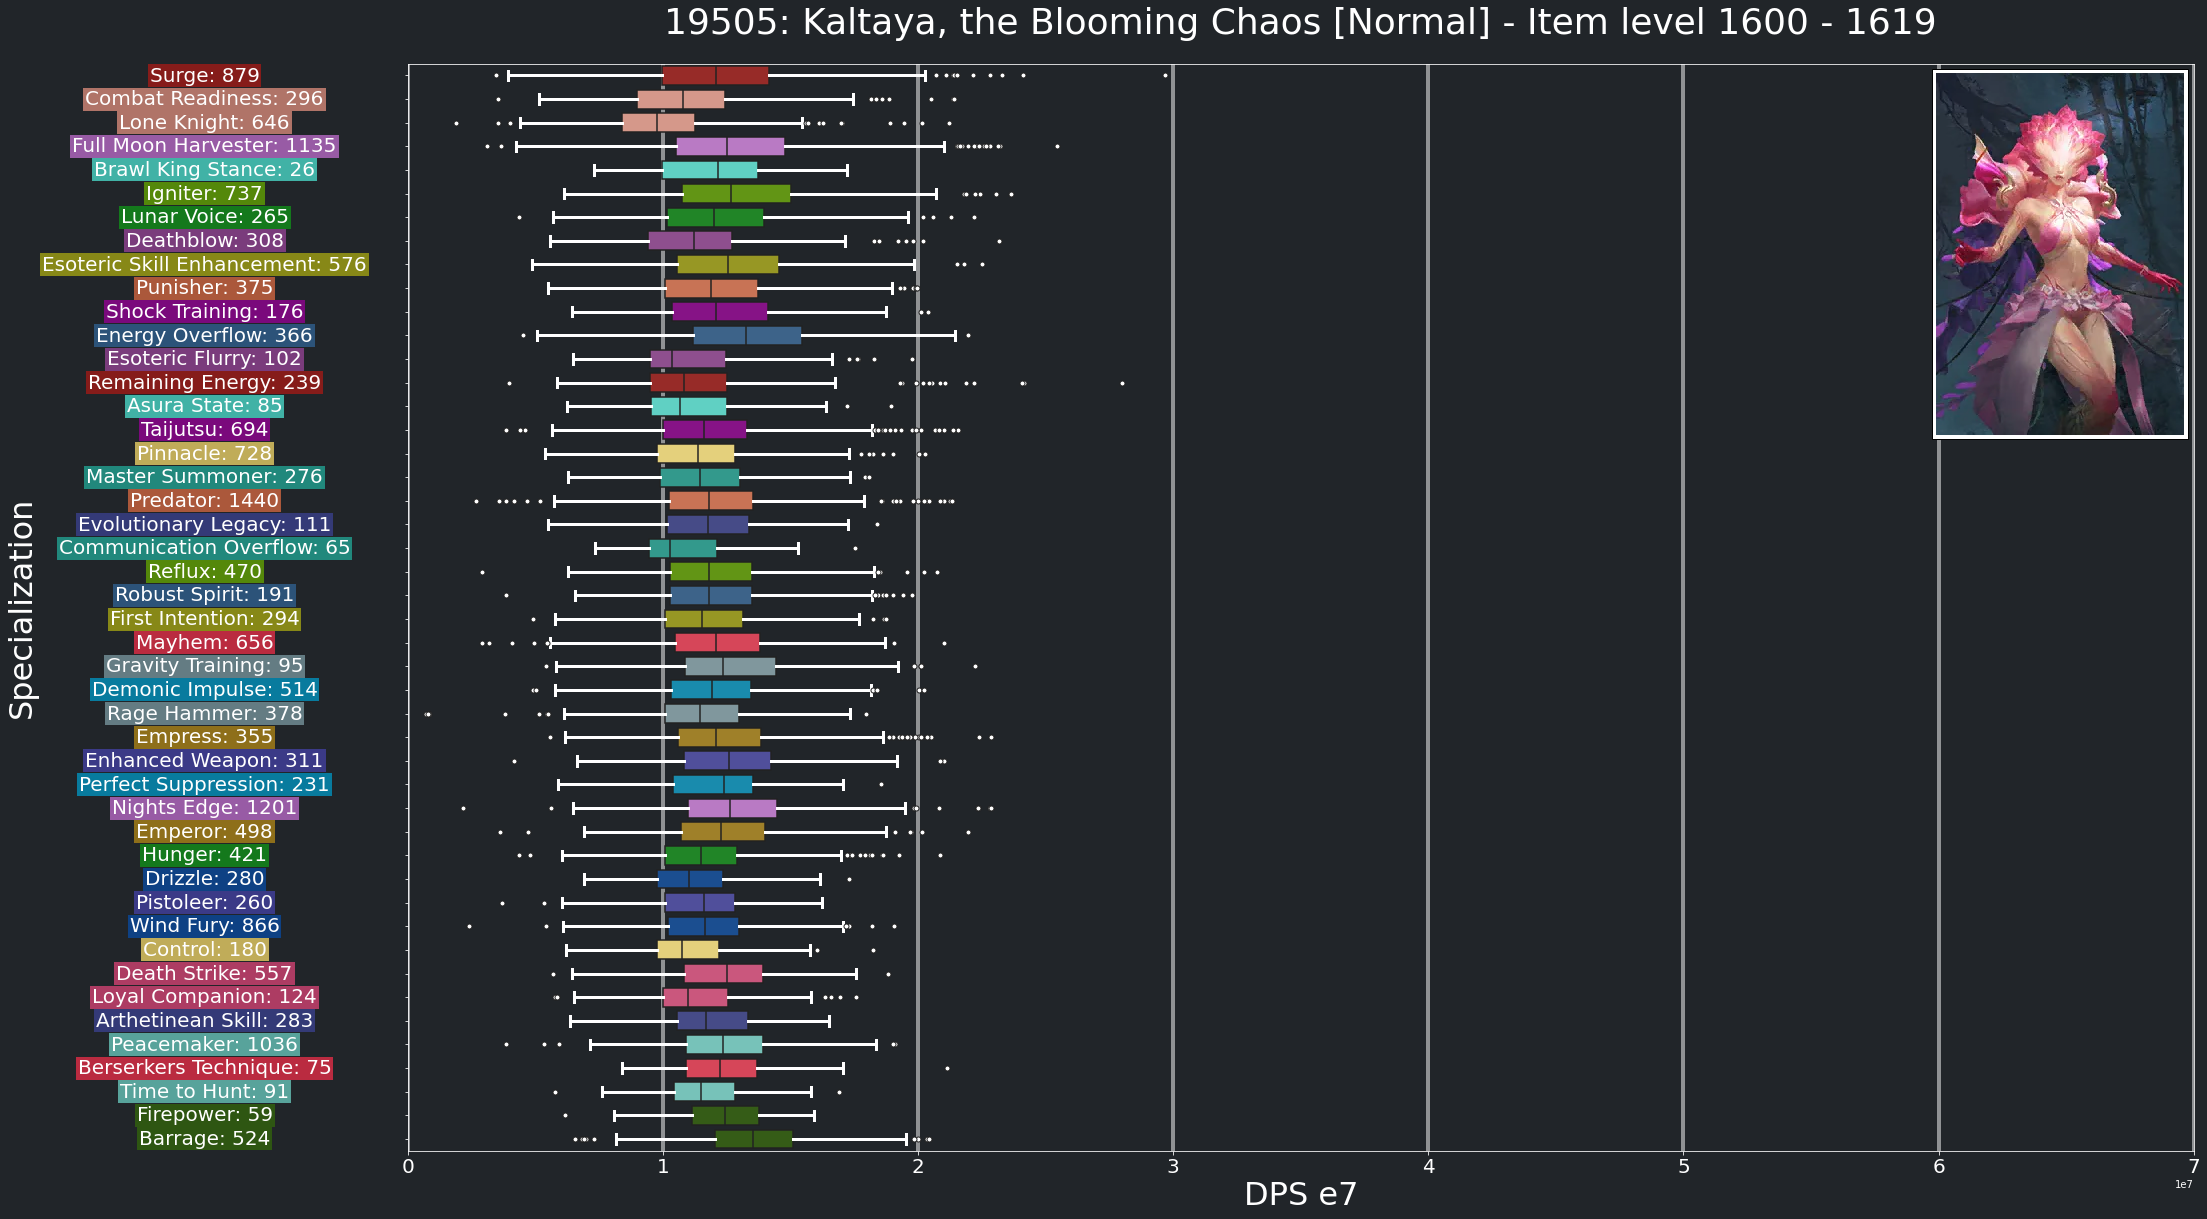 19505: Kaltaya, the Blooming Chaos [Normal] - Item level 1600 - 1619
Specialization
Surge: 879
Combat Readiness: 296
Lone Knight: 646
Full Moon Harvester: 1135
Brawl King Stance: 26
Igniter: 737
Lunar Voice: 265
Deathblow: 308
Esoteric Skill Enhancement: 576
Punisher: 375
Shock Training: 176
Energy Overflow: 366
Esoteric Flurry: 102
Remaining Energy: 239
Asura State: 85
Taijutsu: 694
Pinnacle: 728
Master Summoner: 276
Predator: 1440
Evolutionary Legacy: 111
Communication Overflow: 65
Reflux: 470
Robust Spirit: 191
First Intention: 294
Mayhem: 656
Gravity Training: 95
Demonic Impulse: 514
Rage Hammer: 378
Empress: 355
Enhanced Weapon: 311
Perfect Suppression: 231
Nights Edge: 1201
Emperor: 498
Hunger: 421
Drizzle: 280
Pistoleer: 260
Wind Fury: 866
Control: 180
Death Strike: 557
Loyal Companion: 124
Arthetinean Skill: 283
Peacemaker: 1036
Berserkers Technique: 75
Time to Hunt: 91
Firepower: 59
Barrage: 524
0 1 2 3 4 5 6 7
1e7
DPS e7